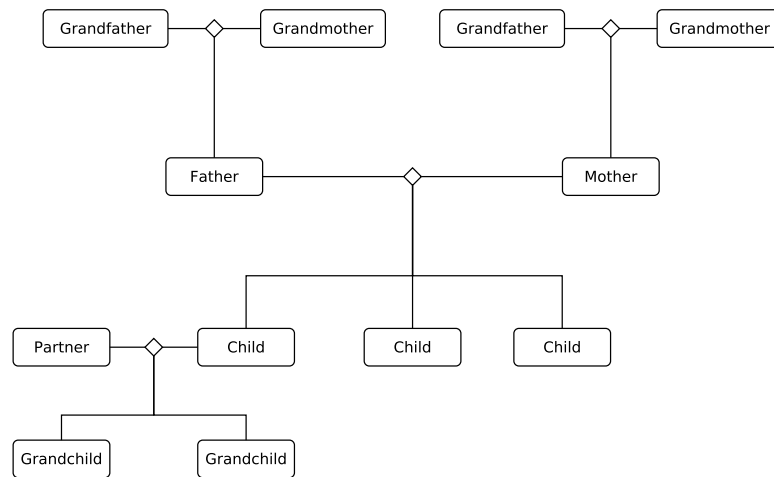 Grandfather
Grandmother
Grandfather
Grandmother
Father
Mother
Partner
Child
Child
Child
Grandchild
Grandchild